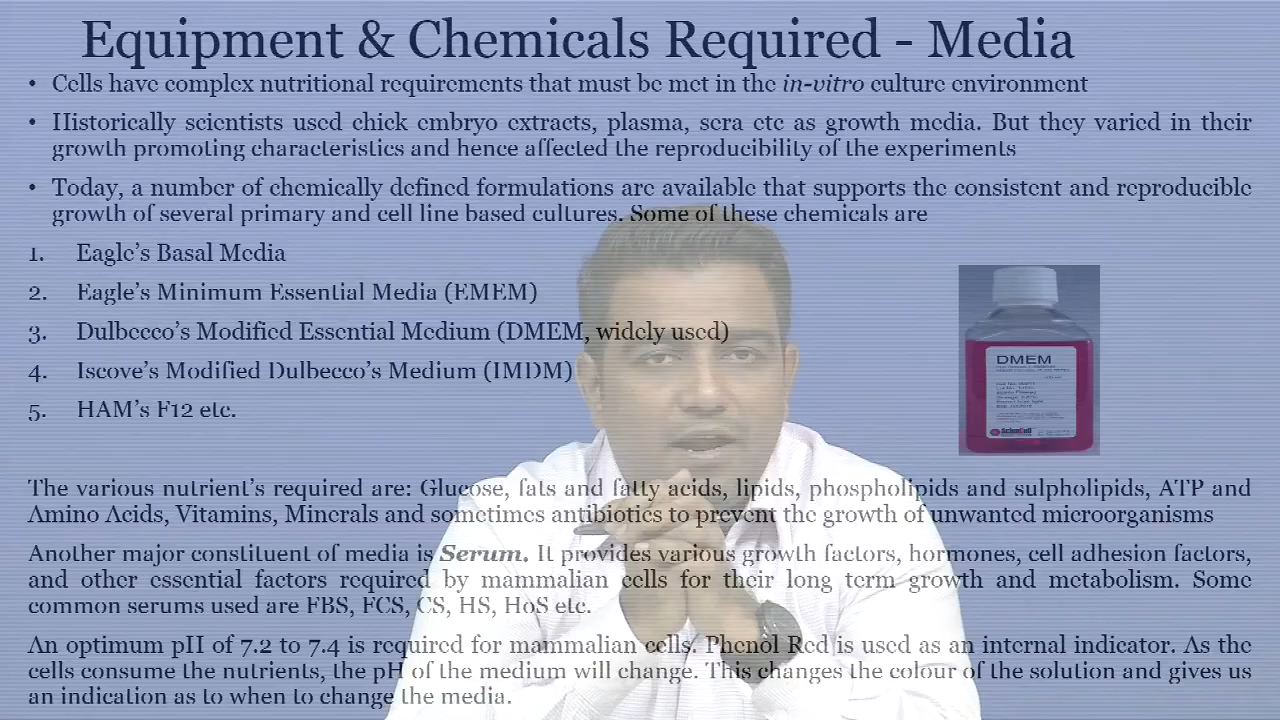 Equipment & Chemicals Required - Media
• Cells have complex nutritional requirements that must be met in the in-vitro culture environment
• Historically scientists used chick embryo extracts, plasma, sera etc as growth media. But they varied in their
growth promoting characteristics and hence affected the reproducibility of the experiments
• Today, a number of chemically defined formulations are available that supports the consistent and reproducible
growth of several primary and cell line based cultures. Some of these chemicals are
1. Eagle's Basal Media
2. Eagle's Minimum Essential Media (EMEM)
3. Dulbecco's Modified Essential Medium (DMEM, widely used)
4. Iscove's Modified Dulbecco's Medium (IMDM)
5. HAM's F12 etc.
DMEM
ScienCell
The various nutrient's required are: Glucose, fats and fatty acids, lipids, phospholipids and sulpholipids, ATP and
Amino Acids, Vitamins, Minerals and sometimes antibiotics to prevent the growth of unwanted microorganisms
Another major constituent of media is Serum. It provides various growth factors, hormones, cell adhesion factors,
and other essential factors required by mammalian cells for their long term growth and metabolism. Some
common serums used are FBS, FCS, CS, HS, HoS etc.
An optimum pH of 7.2 to 7.4 is required for mammalian cells. Phenol Red is used as an internal indicator. As the
cells consume the nutrients, the pH of the medium will change. This changes the colour of the solution and gives us
an indication as to when to change the media.